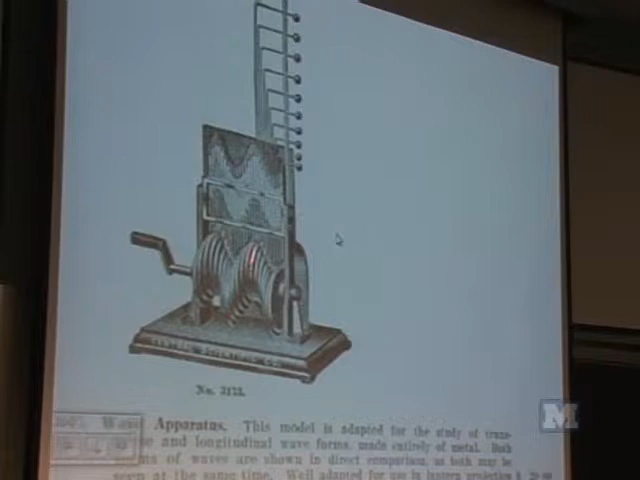 No. 3123.
Wave Apparatus. This model is adapted for the study of trans-
and longitudinal wave forms, made entirely of metal. Both
of waves are shown in direct comparison, as both may be
seen at the same time. Well adapted for use in lantern projection
M